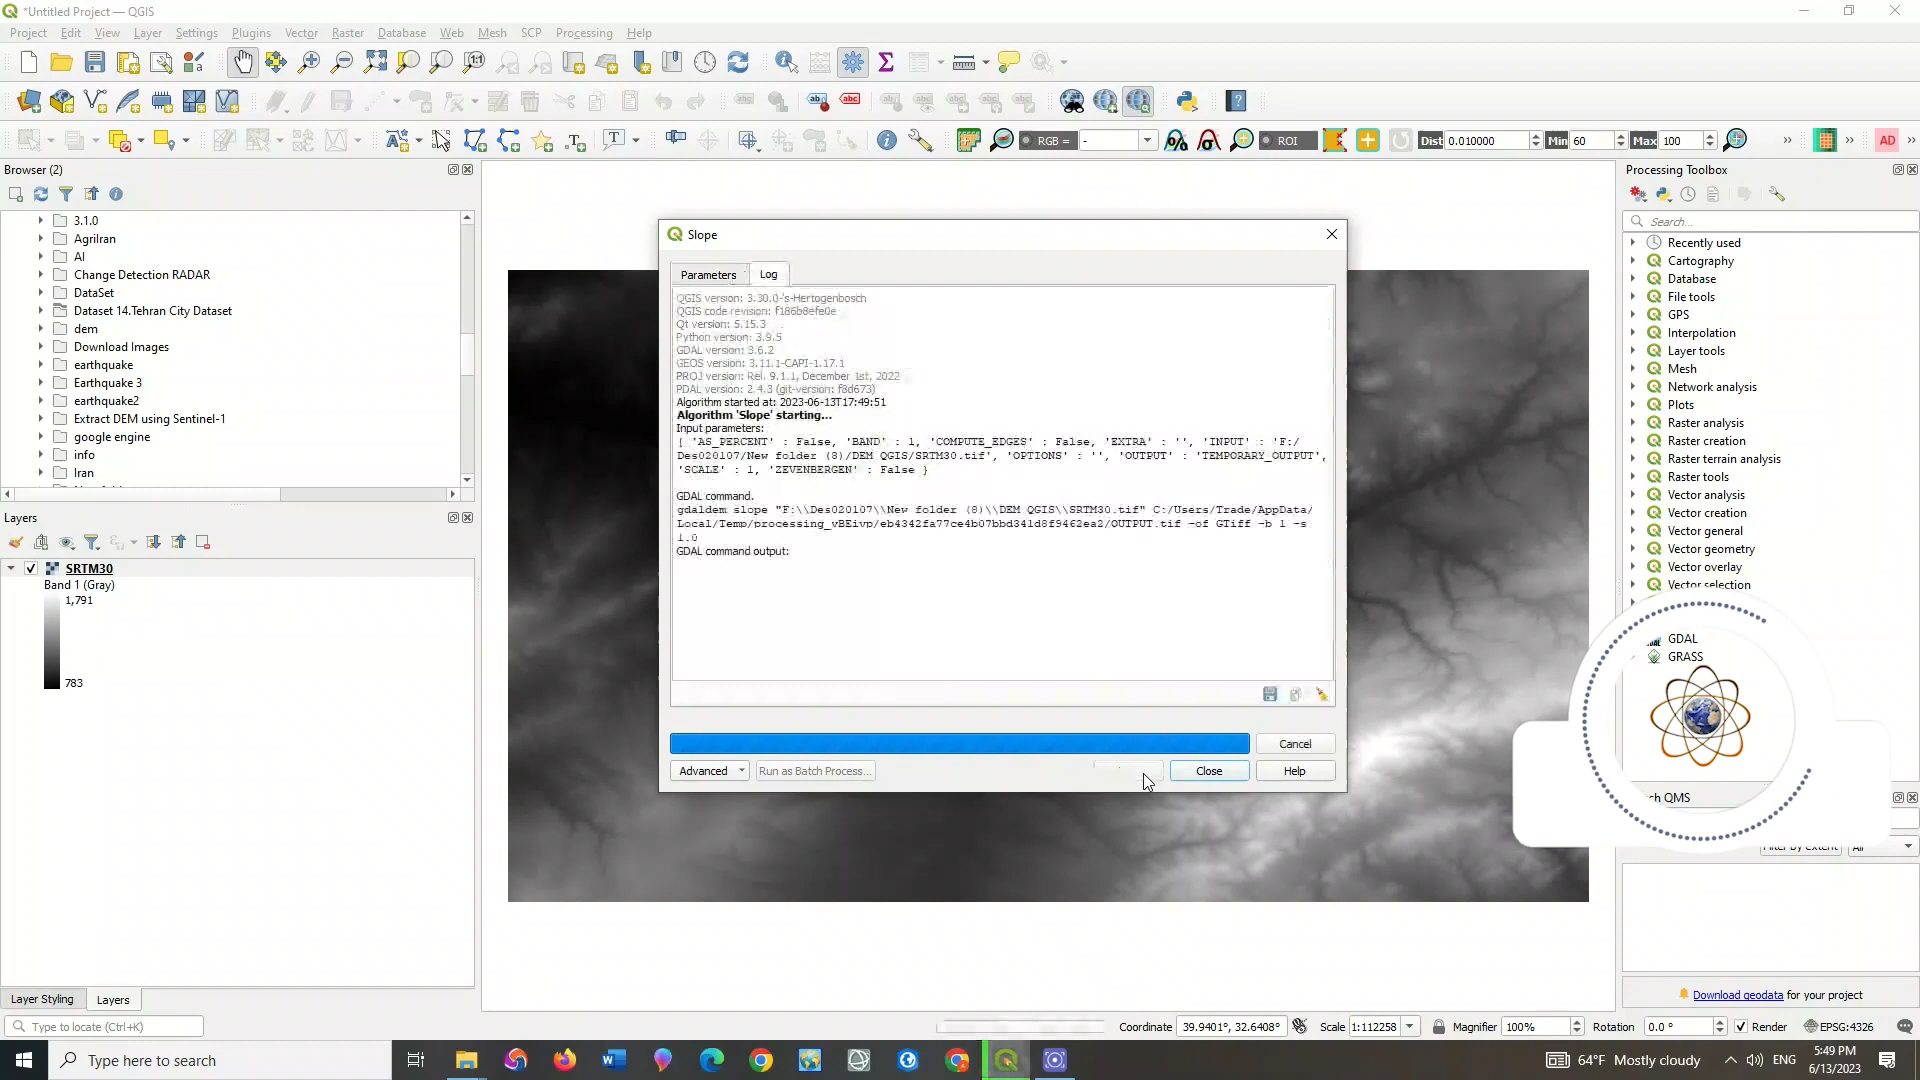 *Untitled Project — QGIS
Project Edit View Layer Settings Plugins Vector Raster Database Web Mesh SCP Processing Help
RGB = - ROI Dist 0.010000 Min 60 Max 100 » » AD »
Browser (2)
3.1.0
AgriIran
AI
Change Detection RADAR
DataSet
Dataset 14.Tehran City Dataset
dem
Download Images
earthquake
Earthquake 3
earthquake2
Extract DEM using Sentinel-1
google engine
info
Iran
Layers
SRTM30
Band 1 (Gray)
1,791
783
Layer Styling Layers
Type to locate (Ctrl+K)
Slope
Parameters Log
QGIS version: 3.30.0-'s-Hertogenbosch
QGIS code revision: f186b8efe0e
Qt version: 5.15.3
Python version: 3.9.5
GDAL version: 3.6.2
GEOS version: 3.11.1-CAPI-1.17.1
PROJ version: Rel. 9.1.1, December 1st, 2022
PDAL version: 2.4.3 (git-version: f8d673)
Algorithm started at: 2023-06-13T17:49:51
Algorithm 'Slope' starting...
Input parameters:
{ 'AS_PERCENT' : False, 'BAND' : 1, 'COMPUTE_EDGES' : False, 'EXTRA' : '', 'INPUT' : 'F:/
Des020107/New folder (8)/DEM QGIS/SRTM30.tif', 'OPTIONS' : '', 'OUTPUT' : 'TEMPORARY_OUTPUT',
'SCALE' : 1, 'ZEVENBERGEN' : False }
GDAL command:
gdaldem slope "F:\\Des020107\\New folder (8)\\DEM QGIS\\SRTM30.tif" C:/Users/Trade/AppData/
Local/Temp/processing_vBEivp/eb4342fa77ce4b07bbd341d8f9462ea2/OUTPUT.tif -of GTiff -b 1 -s
1.0
GDAL command output:
Cancel
Advanced Run as Batch Process... Close Help
Processing Toolbox
Search...
Recently used
Cartography
Database
File tools
GPS
Interpolation
Layer tools
Mesh
Network analysis
Plots
Raster analysis
Raster creation
Raster terrain analysis
Raster tools
Vector analysis
Vector creation
Vector general
Vector geometry
Vector overlay
Vector selection
GDAL
GRASS
QMS
Filter by extent All
Download geodata for your project
Coordinate 39.9401°, 32.6408° Scale 1:112258 Magnifier 100% Rotation 0.0 ° Render EPSG:4326
Type here to search
64°F Mostly cloudy ENG
5:49 PM
6/13/2023